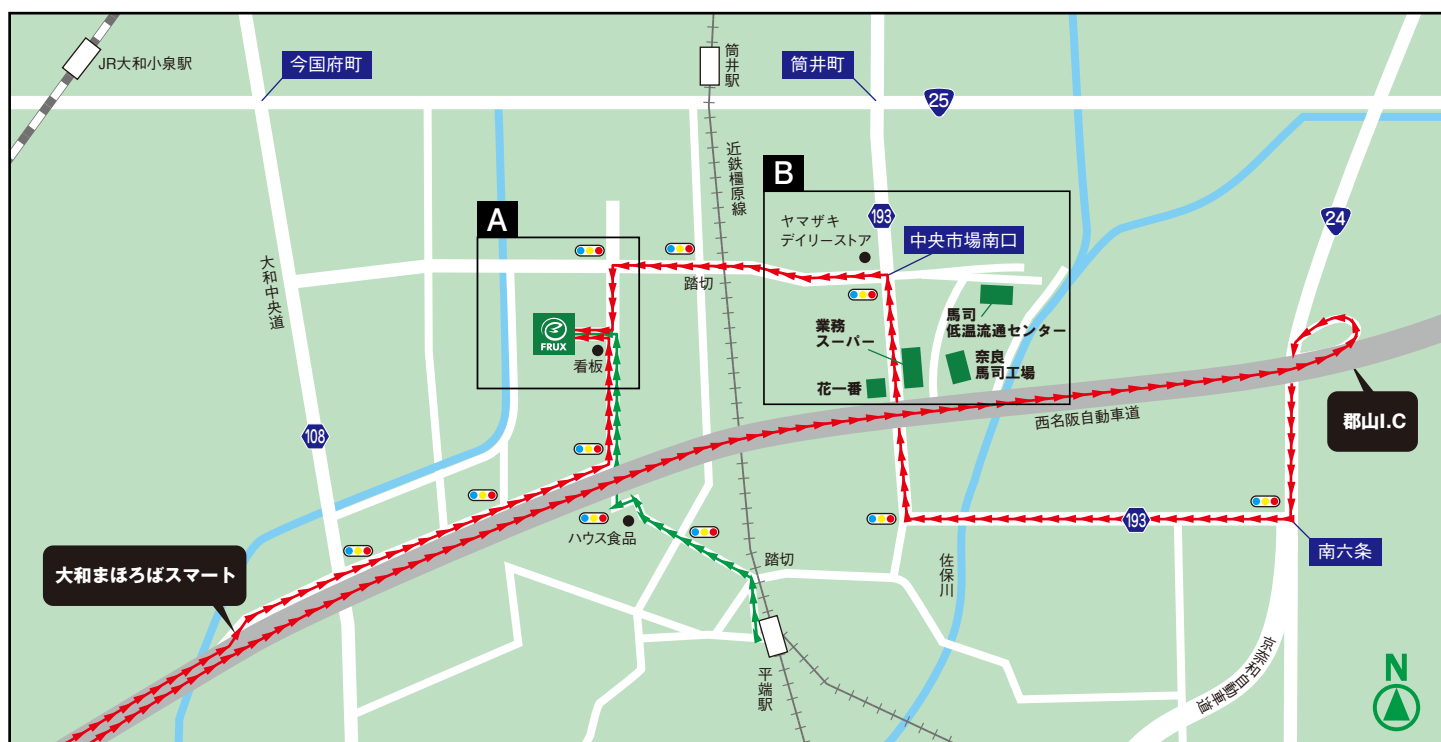 JR大和小泉駅
今国府町
筒井駅
筒井町
25
近鉄橿原線
A
B
ヤマザキ
デイリーストア
193
中央市場南口
24
大和中央道
踏切
馬司
低温流通センター
業務
スーパー
FRUX
看板
奈良
馬司工場
花一番
西名阪自動車道
郡山I.C
108
193
ハウス食品
踏切
南六条
大和まほろばスマート
佐保川
平端駅
京奈和自動車道
N